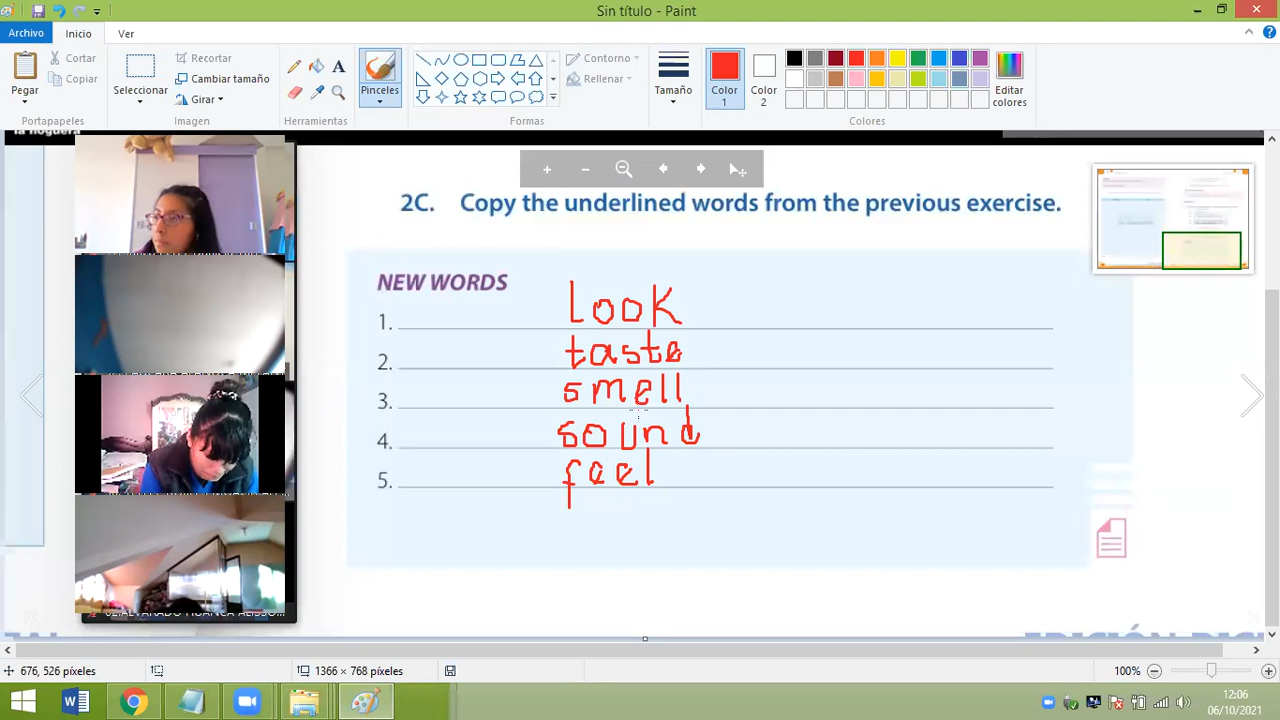 Sin título - Paint
Archivo Inicio Ver
Pegar
Cortar
Copiar
Portapapeles
Seleccionar
Recortar
Cambiar tamaño
Girar
Imagen
Herramientas
Pinceles
Contorno
Rellenar
Formas
Tamaño
Color 1
Color 2
Editar colores
Colores
la noguera
2C. Copy the underlined words from the previous exercise.
NEW WORDS
1. look
2. taste
3. smell
4. sound
5. feel
676, 526 píxeles
1366 × 768 píxeles
100%
12:06
06/10/2021